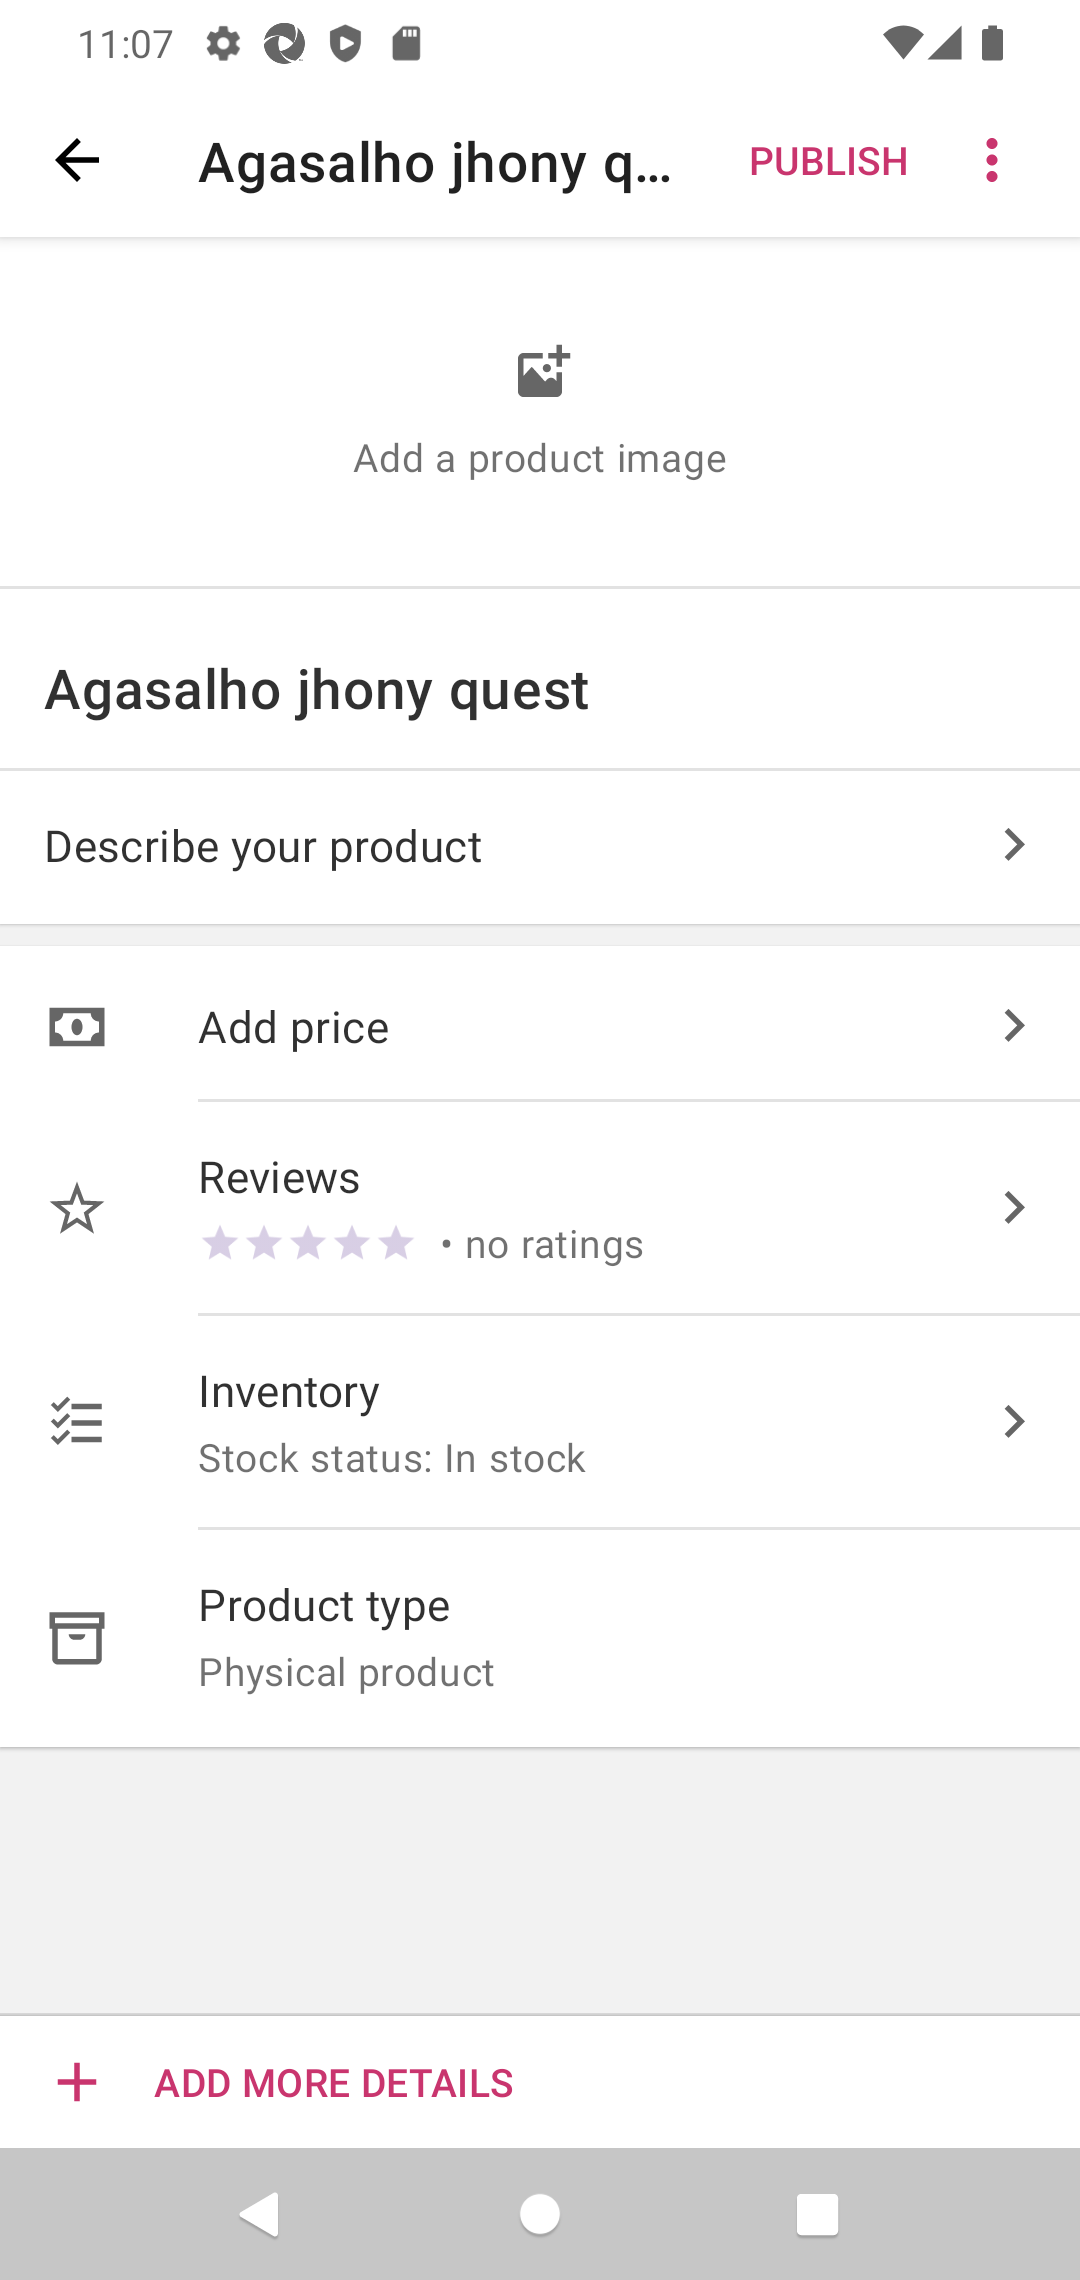 11:07
Agasalho jhony q...
PUBLISH
Add a product image
Agasalho jhony quest
Describe your product
Add price
Reviews
• no ratings
Inventory
Stock status: In stock
Product type
Physical product
ADD MORE DETAILS